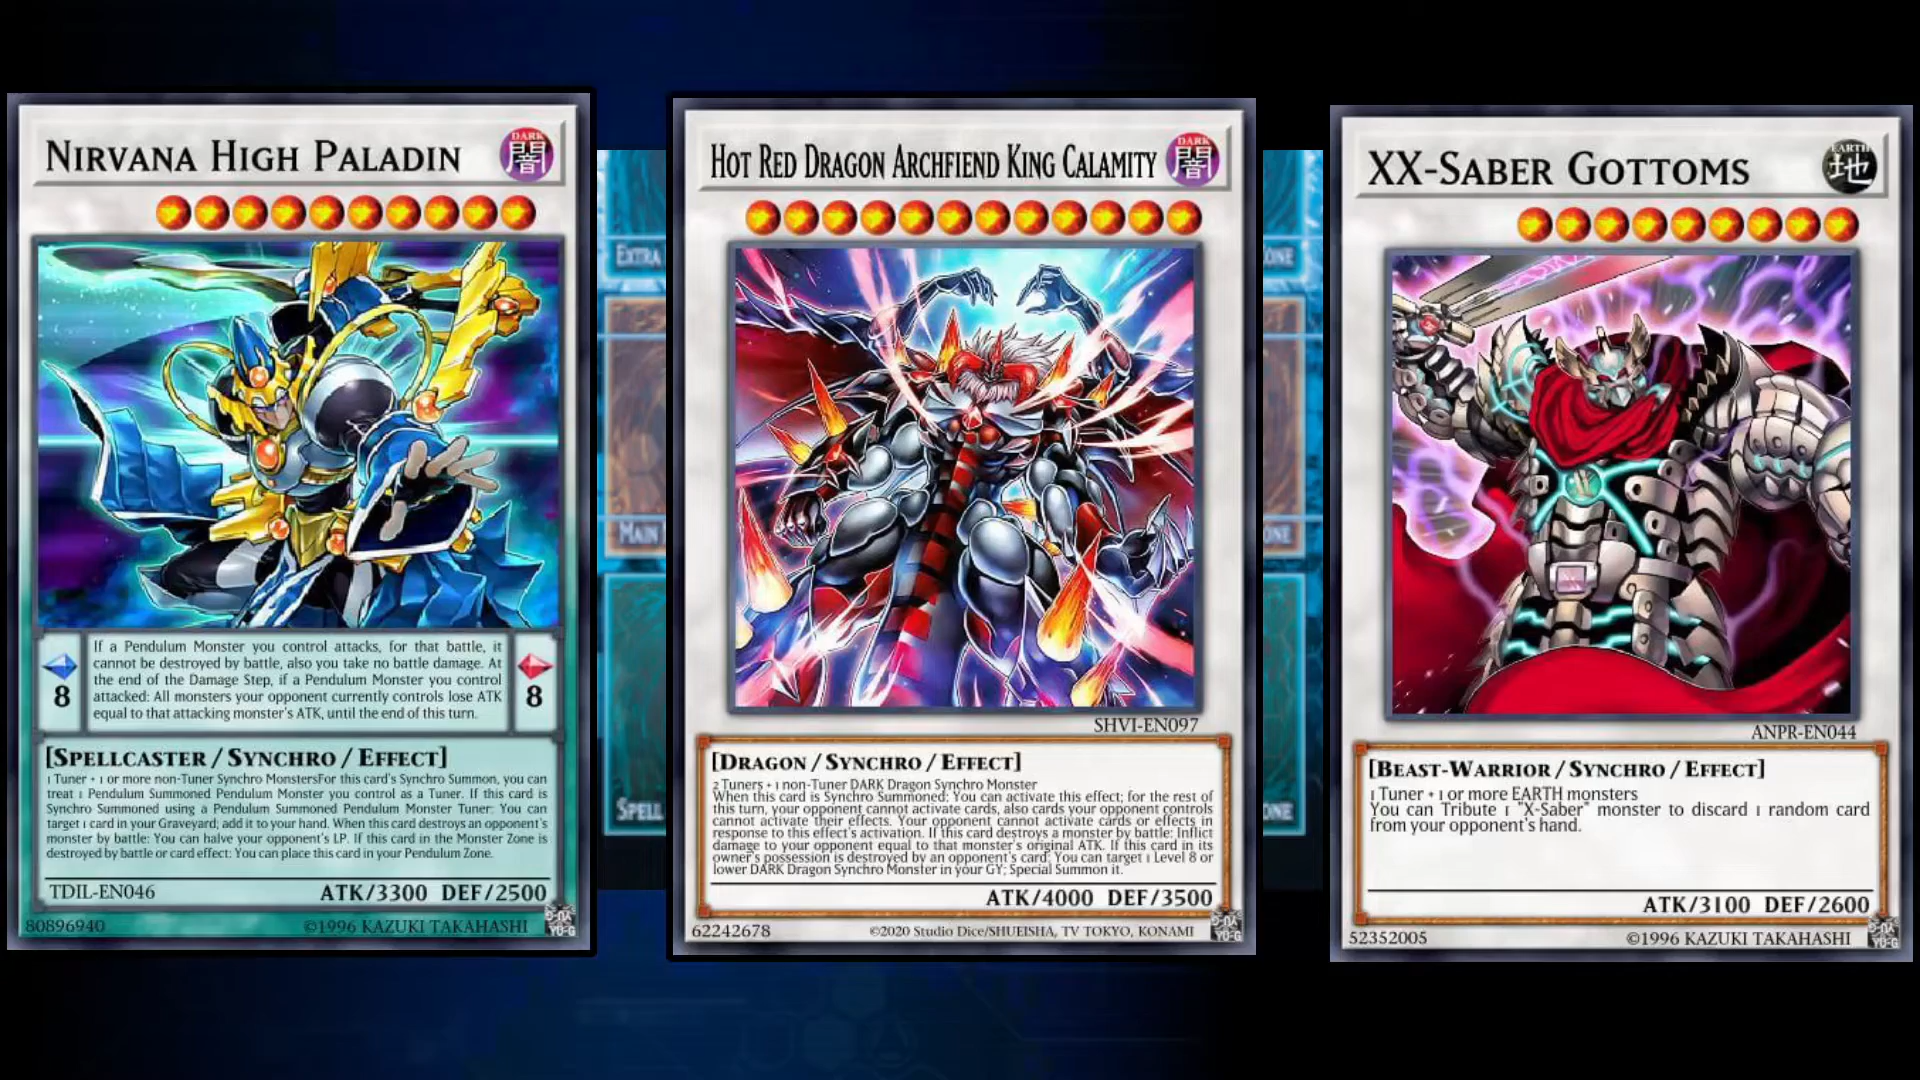 NIRVANA HIGH PALADIN
DARK
闇
8
If a Pendulum Monster you control attacks, for that battle, it
cannot be destroyed by battle, also you take no battle damage. At
the end of the Damage Step, if a Pendulum Monster you control
attacked: All monsters your opponent currently controls lose ATK
equal to that attacking monster's ATK, until the end of this turn.
8
[SPELLCASTER / SYNCHRO / EFFECT]
1 Tuner + 1 or more non-Tuner Synchro MonstersFor this card's Synchro Summon, you can
treat 1 Pendulum Summoned Pendulum Monster you control as a Tuner. If this card is
Synchro Summoned using a Pendulum Summoned Pendulum Monster Tuner: You can
target 1 card in your Graveyard; add it to your hand. When this card destroys an opponent's
monster by battle: You can halve your opponent's LP. If this card in the Monster Zone is
destroyed by battle or card effect: You can place this card in your Pendulum Zone.
TDIL-EN046 ATK/3300 DEF/2500
80896940 ©1996 KAZUKI TAKAHASHI
EXTRA
MAIN
SPELL
HOT RED DRAGON ARCHFIEND KING CALAMITY
DARK
闇
SHVI-EN097
[DRAGON / SYNCHRO / EFFECT]
2 Tuners + 1 non-Tuner DARK Dragon Synchro Monster
When this card is Synchro Summoned: You can activate this effect; for the rest of
this turn, your opponent cannot activate cards, also cards your opponent controls
cannot activate their effects. Your opponent cannot activate cards or effects in
response to this effect's activation. If this card destroys a monster by battle: Inflict
damage to your opponent equal to that monster's original ATK. If this card in its
owner's possession is destroyed by an opponent's card: You can target 1 Level 8 or
lower DARK Dragon Synchro Monster in your GY; Special Summon it.
ATK/4000 DEF/3500
62242678 ©2020 Studio Dice/SHUEISHA, TV TOKYO, KONAMI
ZONE
ONE
ONE
XX-SABER GOTTOMS
EARTH
地
ANPR-EN044
[BEAST-WARRIOR / SYNCHRO / EFFECT]
1 Tuner + 1 or more EARTH monsters
You can Tribute 1 "X-Saber" monster to discard 1 random card
from your opponent's hand.
ATK/3100 DEF/2600
52352005 ©1996 KAZUKI TAKAHASHI